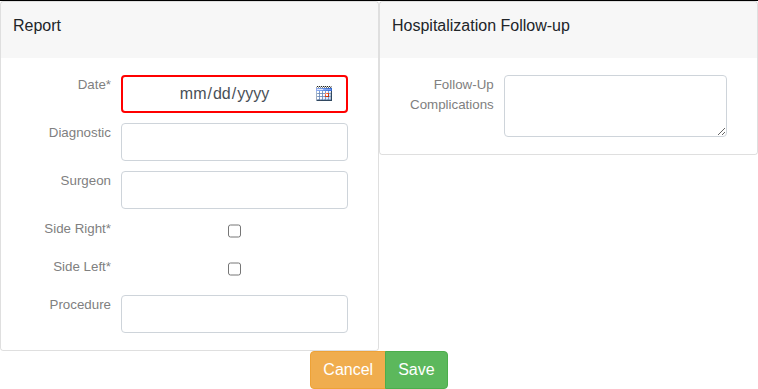 Report
Date*
mm/dd/yyyy
Diagnostic
Surgeon
Side Right*
Side Left*
Procedure
Hospitalization Follow-up
Follow-Up
Complications
Cancel
Save